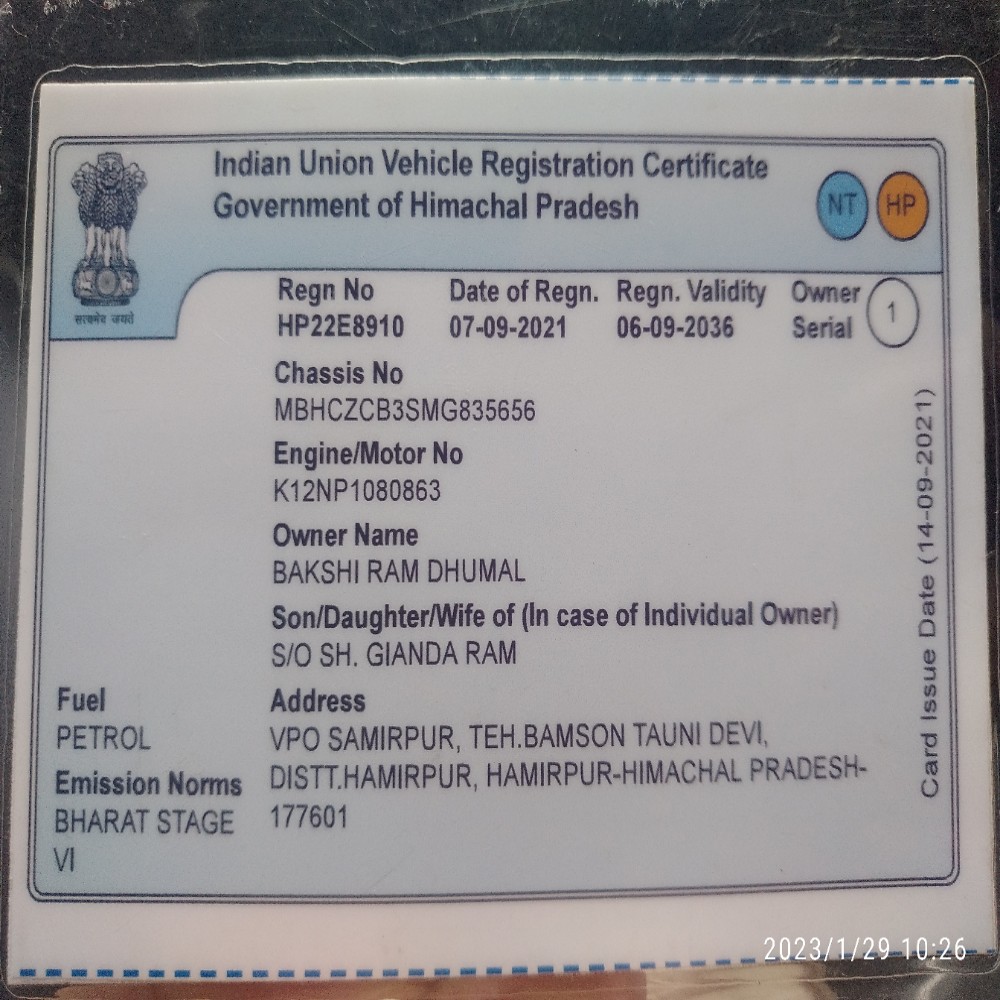 Indian Union Vehicle Registration Certificate
Government of Himachal Pradesh
NT HP
सत्यमेव जयते
Regn No Date of Regn. Regn. Validity Owner Serial 1
HP22E8910 07-09-2021 06-09-2036
Chassis No
MBHCZCB3SMG835656
Engine/Motor No
K12NP1080863
Owner Name
BAKSHI RAM DHUMAL
Son/Daughter/Wife of (In case of Individual Owner)
S/O SH. GIANDA RAM
Fuel
PETROL
Emission Norms
BHARAT STAGE
VI
Address
VPO SAMIRPUR, TEH.BAMSON TAUNI DEVI,
DISTT.HAMIRPUR, HAMIRPUR-HIMACHAL PRADESH-
177601
Card Issue Date (14-09-2021)
2023/1/29 10:26